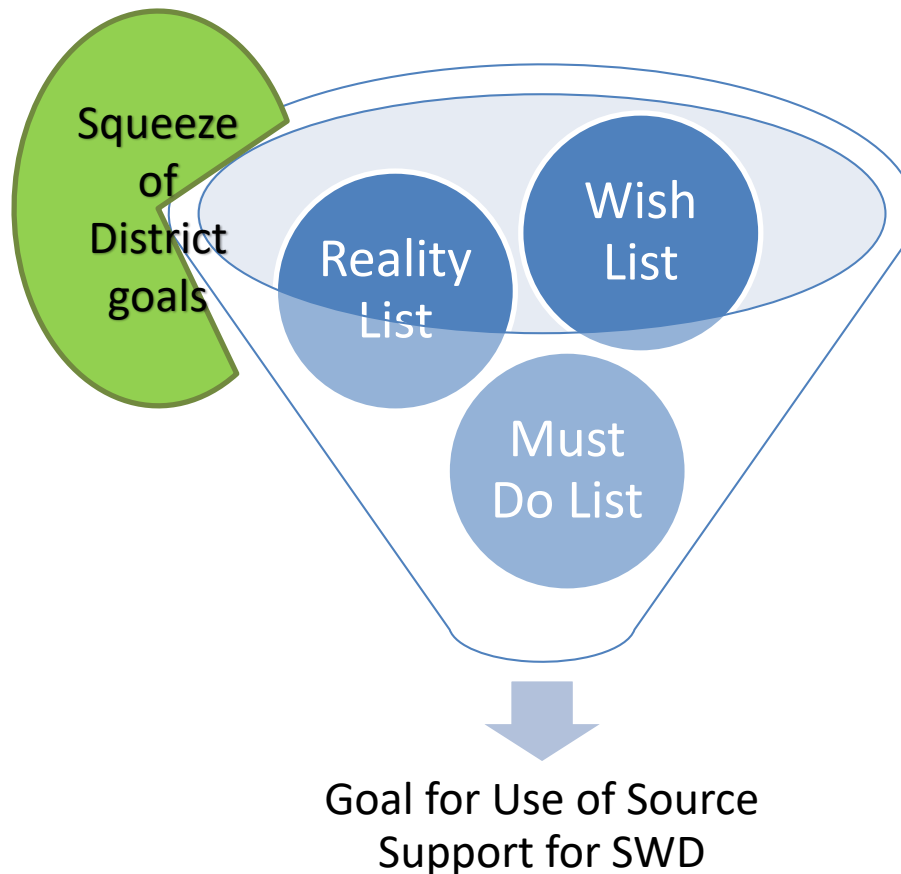 Squeeze
of
District
goals
Wish
List
Reality
List
Must
Do List
Goal for Use of Source
Support for SWD